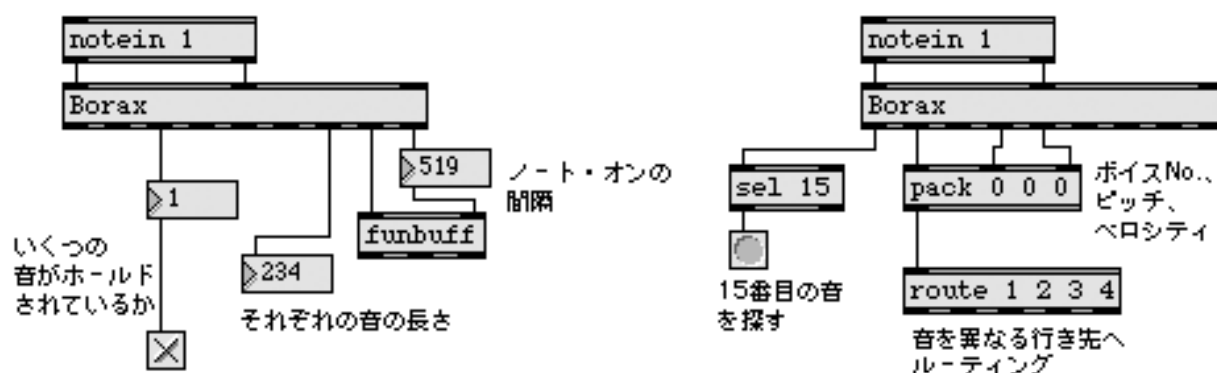 notein 1
Borax
1
519
ノート・オンの
間隔
funbuff
いくつの
音がホールド
されているか
234
それぞれの音の長さ
notein 1
Borax
sel 15
pack 0 0 0
ボイスNo.、
ピッチ、
ベロシティ
15番目の音
を探す
route 1 2 3 4
音を異なる行き先へ
ルーティング